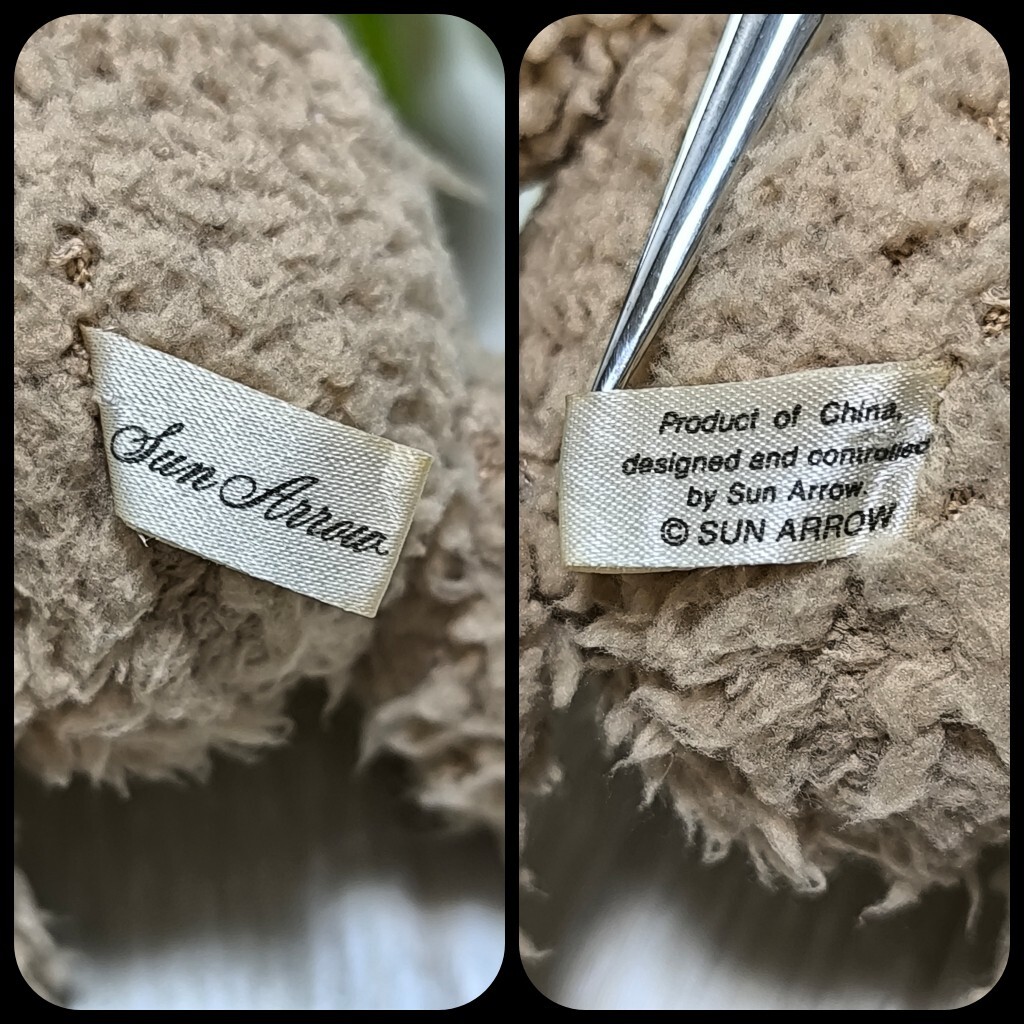 Sun Arrow
Product of China,
designed and controlled
by Sun Arrow.
© SUN ARROW